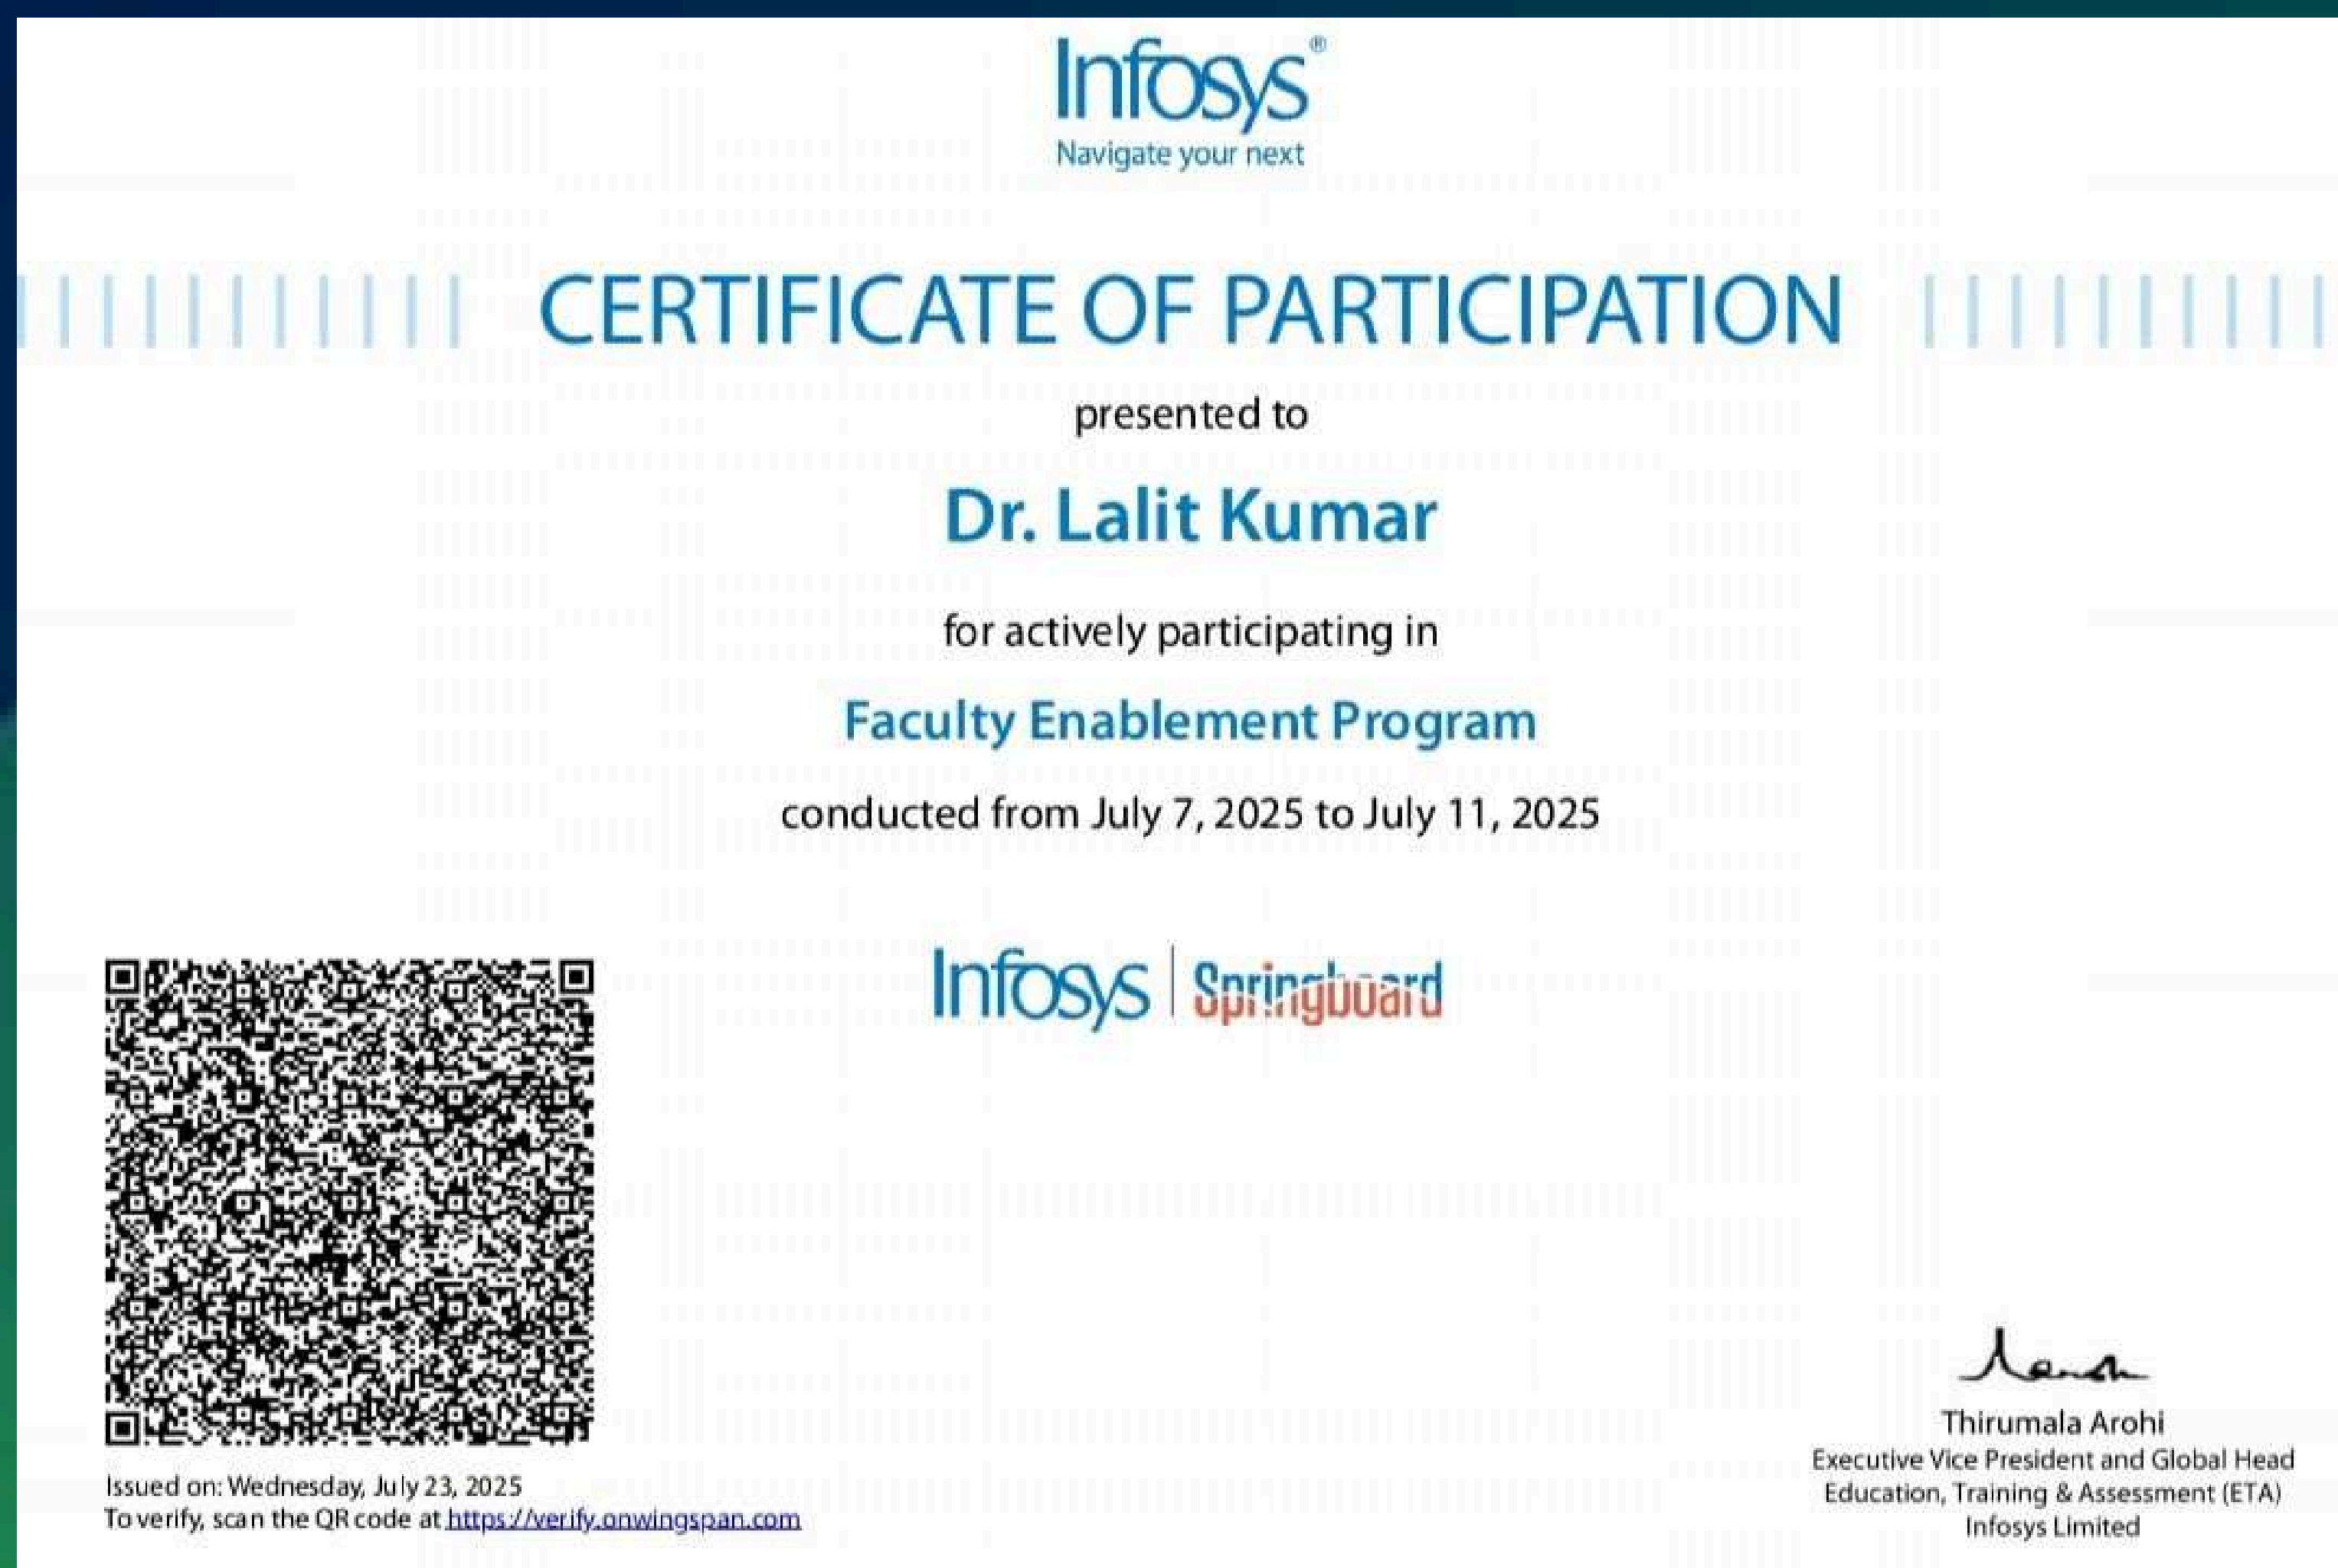 Infosys®
Navigate your next
CERTIFICATE OF PARTICIPATION
presented to
Dr. Lalit Kumar
for actively participating in
Faculty Enablement Program
conducted from July 7, 2025 to July 11, 2025
Infosys | Springboard
Issued on: Wednesday, July 23, 2025
To verify, scan the QR code at https://verify.onwingspan.com
Thirumala Arohi
Executive Vice President and Global Head
Education, Training & Assessment (ETA)
Infosys Limited